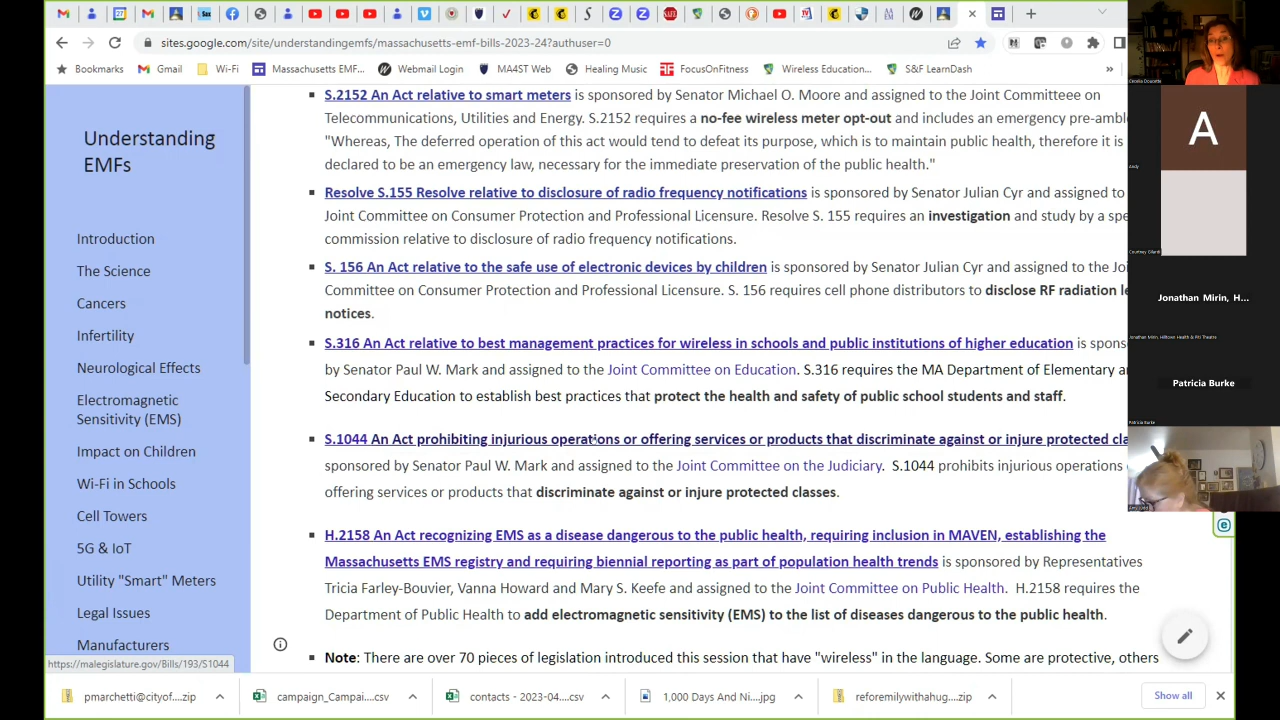 sites.google.com/site/understandingemfs/massachusetts-emf-bills-2023-24?authuser=0
Bookmarks Gmail Wi-Fi Massachusetts EMF... Webmail Login MA4ST Web Healing Music FocusOnFitness Wireless Education... S&F LearnDash »
Understanding
EMFs
Introduction
The Science
Cancers
Infertility
Neurological Effects
Electromagnetic
Sensitivity (EMS)
Impact on Children
Wi-Fi in Schools
Cell Towers
5G & IoT
Utility "Smart" Meters
Legal Issues
Manufacturers
https://malegislature.gov/Bills/193/S1044
S.2152 An Act relative to smart meters is sponsored by Senator Michael O. Moore and assigned to the Joint Committeee on
Telecommunications, Utilities and Energy. S.2152 requires a no-fee wireless meter opt-out and includes an emergency pre-amble
"Whereas, The deferred operation of this act would tend to defeat its purpose, which is to maintain public health, therefore it is
declared to be an emergency law, necessary for the immediate preservation of the public health."
Resolve S.155 Resolve relative to disclosure of radio frequency notifications is sponsored by Senator Julian Cyr and assigned to
Joint Committee on Consumer Protection and Professional Licensure. Resolve S. 155 requires an investigation and study by a spe
commission relative to disclosure of radio frequency notifications.
S. 156 An Act relative to the safe use of electronic devices by children is sponsored by Senator Julian Cyr and assigned to the Joi
Committee on Consumer Protection and Professional Licensure. S. 156 requires cell phone distributors to disclose RF radiation le
notices.
S.316 An Act relative to best management practices for wireless in schools and public institutions of higher education is spons
by Senator Paul W. Mark and assigned to the Joint Committee on Education. S.316 requires the MA Department of Elementary an
Secondary Education to establish best practices that protect the health and safety of public school students and staff.
S.1044 An Act prohibiting injurious operations or offering services or products that discriminate against or injure protected cla
sponsored by Senator Paul W. Mark and assigned to the Joint Committee on the Judiciary. S.1044 prohibits injurious operations
offering services or products that discriminate against or injure protected classes.
H.2158 An Act recognizing EMS as a disease dangerous to the public health, requiring inclusion in MAVEN, establishing the
Massachusetts EMS registry and requiring biennial reporting as part of population health trends is sponsored by Representatives
Tricia Farley-Bouvier, Vanna Howard and Mary S. Keefe and assigned to the Joint Committee on Public Health. H.2158 requires the
Department of Public Health to add electromagnetic sensitivity (EMS) to the list of diseases dangerous to the public health.
Note: There are over 70 pieces of legislation introduced this session that have "wireless" in the language. Some are protective, others
Cecelia Doucette
A
Andy
Courtney Gilardi
Jonathan Mirin, H...
Jonathan Mirin, Hilltown Health & Piti Theatre
Patricia Burke
Patricia Burke
pmarchetti@cityof....zip campaign_Campai....csv contacts - 2023-04....csv 1,000 Days And Ni....jpg reforemilywithahug....zip Show all